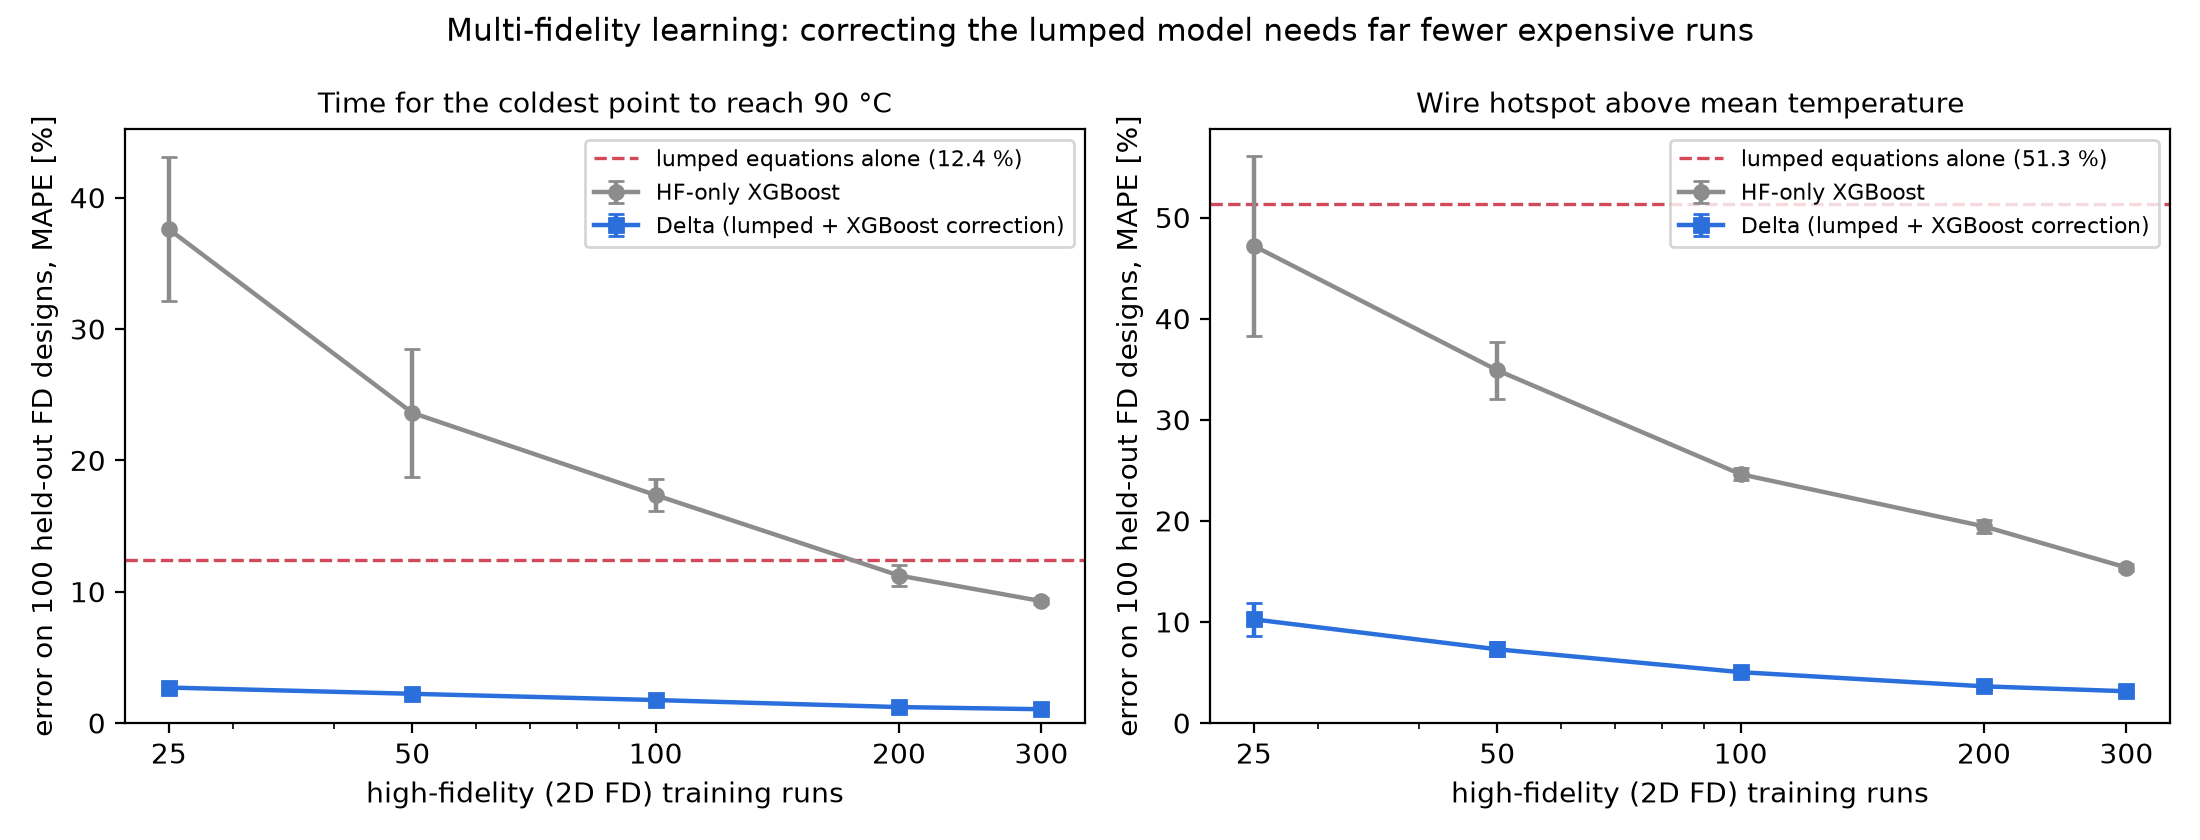 Multi-fidelity learning: correcting the lumped model needs far fewer expensive runs
Time for the coldest point to reach 90 °C
error on 100 held-out FD designs, MAPE [%]
40
30
20
10
0
lumped equations alone (12.4 %)
HF-only XGBoost
Delta (lumped + XGBoost correction)
25
50
100
200
300
high-fidelity (2D FD) training runs
Wire hotspot above mean temperature
error on 100 held-out FD designs, MAPE [%]
50
40
30
20
10
0
lumped equations alone (51.3 %)
HF-only XGBoost
Delta (lumped + XGBoost correction)
25
50
100
200
300
high-fidelity (2D FD) training runs